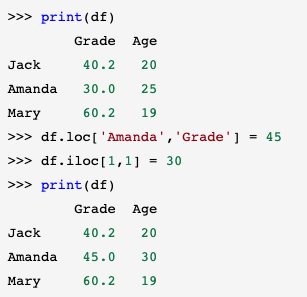 >>> print(df)
        Grade  Age
Jack     40.2   20
Amanda   30.0   25
Mary     60.2   19
>>> df.loc['Amanda','Grade'] = 45
>>> df.iloc[1,1] = 30
>>> print(df)
        Grade  Age
Jack     40.2   20
Amanda   45.0   30
Mary     60.2   19